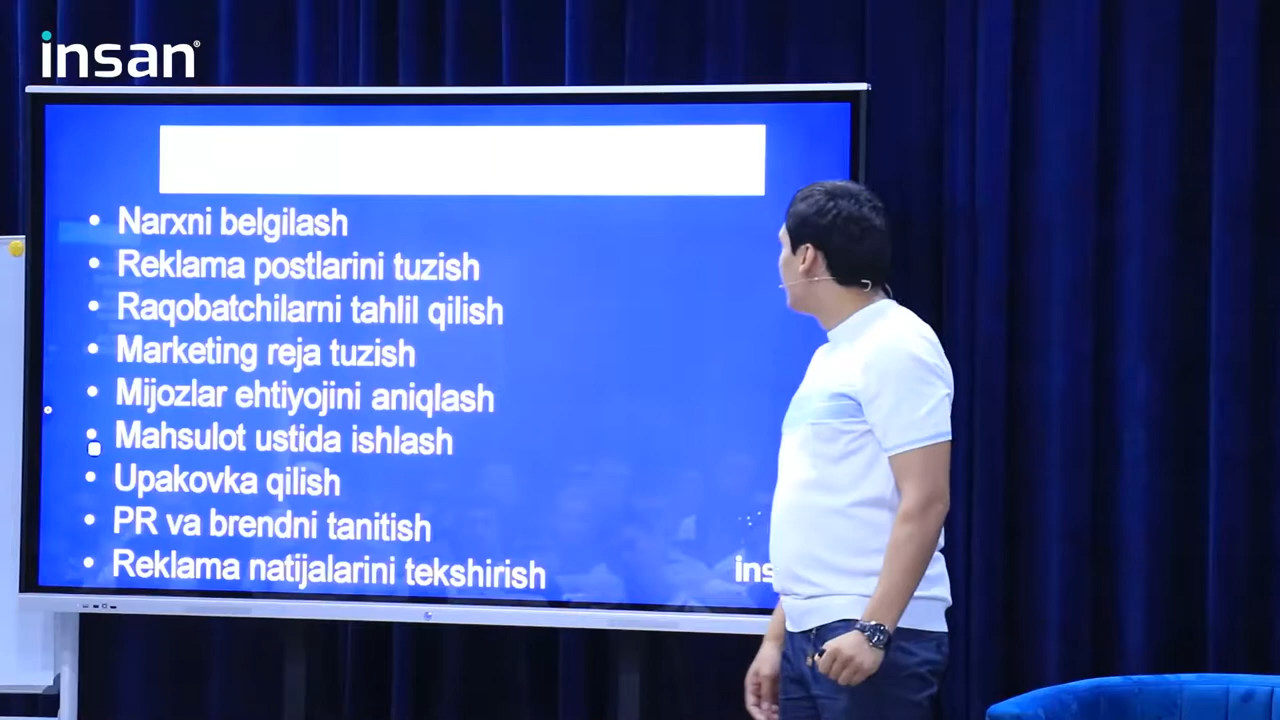 insan®
• Narxni belgilash
• Reklama postlarini tuzish
• Raqobatchilarni tahlil qilish
• Marketing reja tuzish
• Mijozlar ehtiyojini aniqlash
• Mahsulot ustida ishlash
• Upakovka qilish
• PR va brendni tanitish
• Reklama natijalarini tekshirish
ins